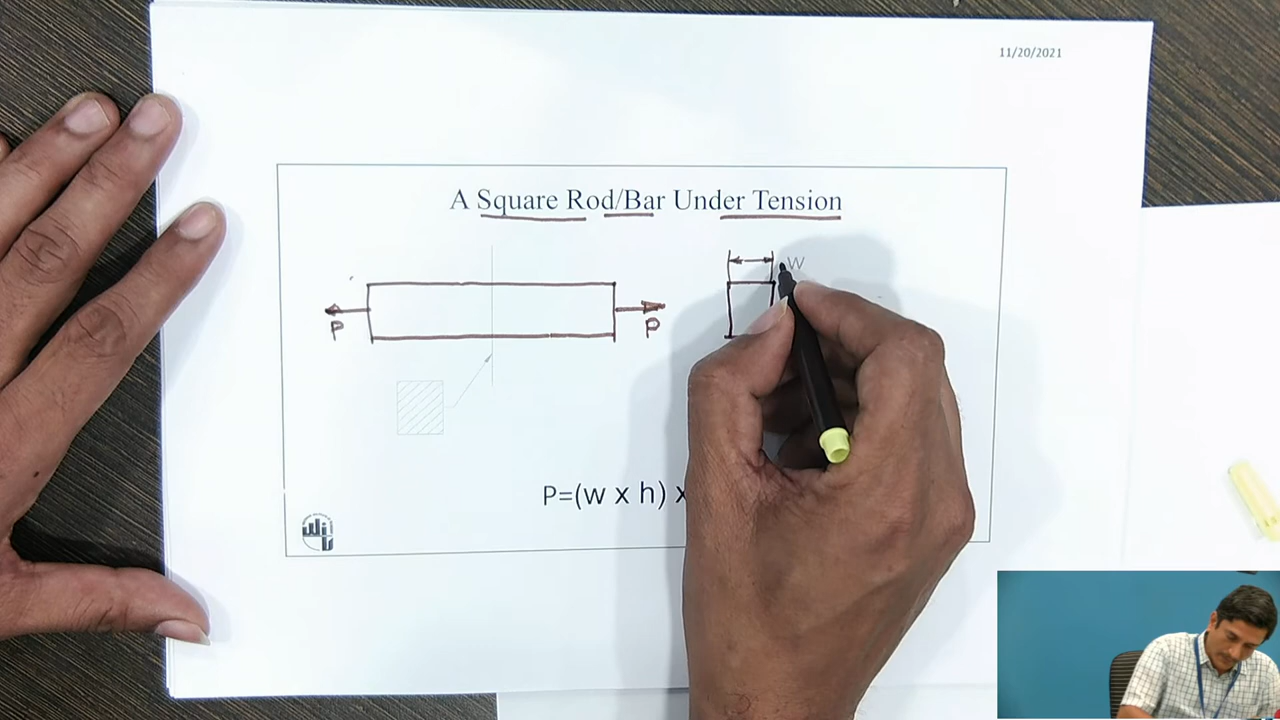 11/20/2021
A Square Rod/Bar Under Tension
W
P
P
P=(w x h) x